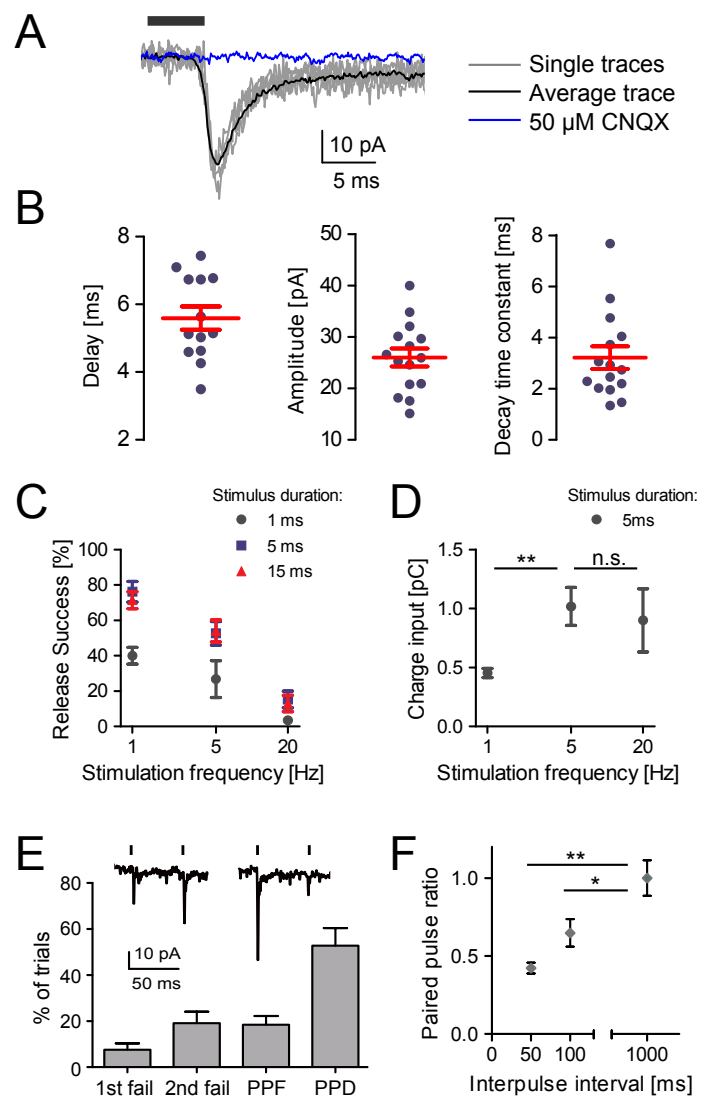 A
Single traces
Average trace
50 µM CNQX
10 pA
5 ms
B
Delay [ms]
8
6
4
2
Amplitude [pA]
50
40
30
20
10
Decay time constant [ms]
8
6
4
2
0
C
Stimulus duration:
1 ms
5 ms
15 ms
Release Success [%]
100
80
60
40
20
0
1
5
20
Stimulation frequency [Hz]
D
Stimulus duration:
5ms
Charge input [pC]
1.5
1.0
0.5
0.0
**
n.s.
1
5
20
Stimulation frequency [Hz]
E
% of trials
80
60
40
20
0
10 pA
50 ms
1st fail 2nd fail PPF PPD
F
Paired pulse ratio
1.0
0.5
0.0
**
*
0 50 100 1000
Interpulse interval [ms]